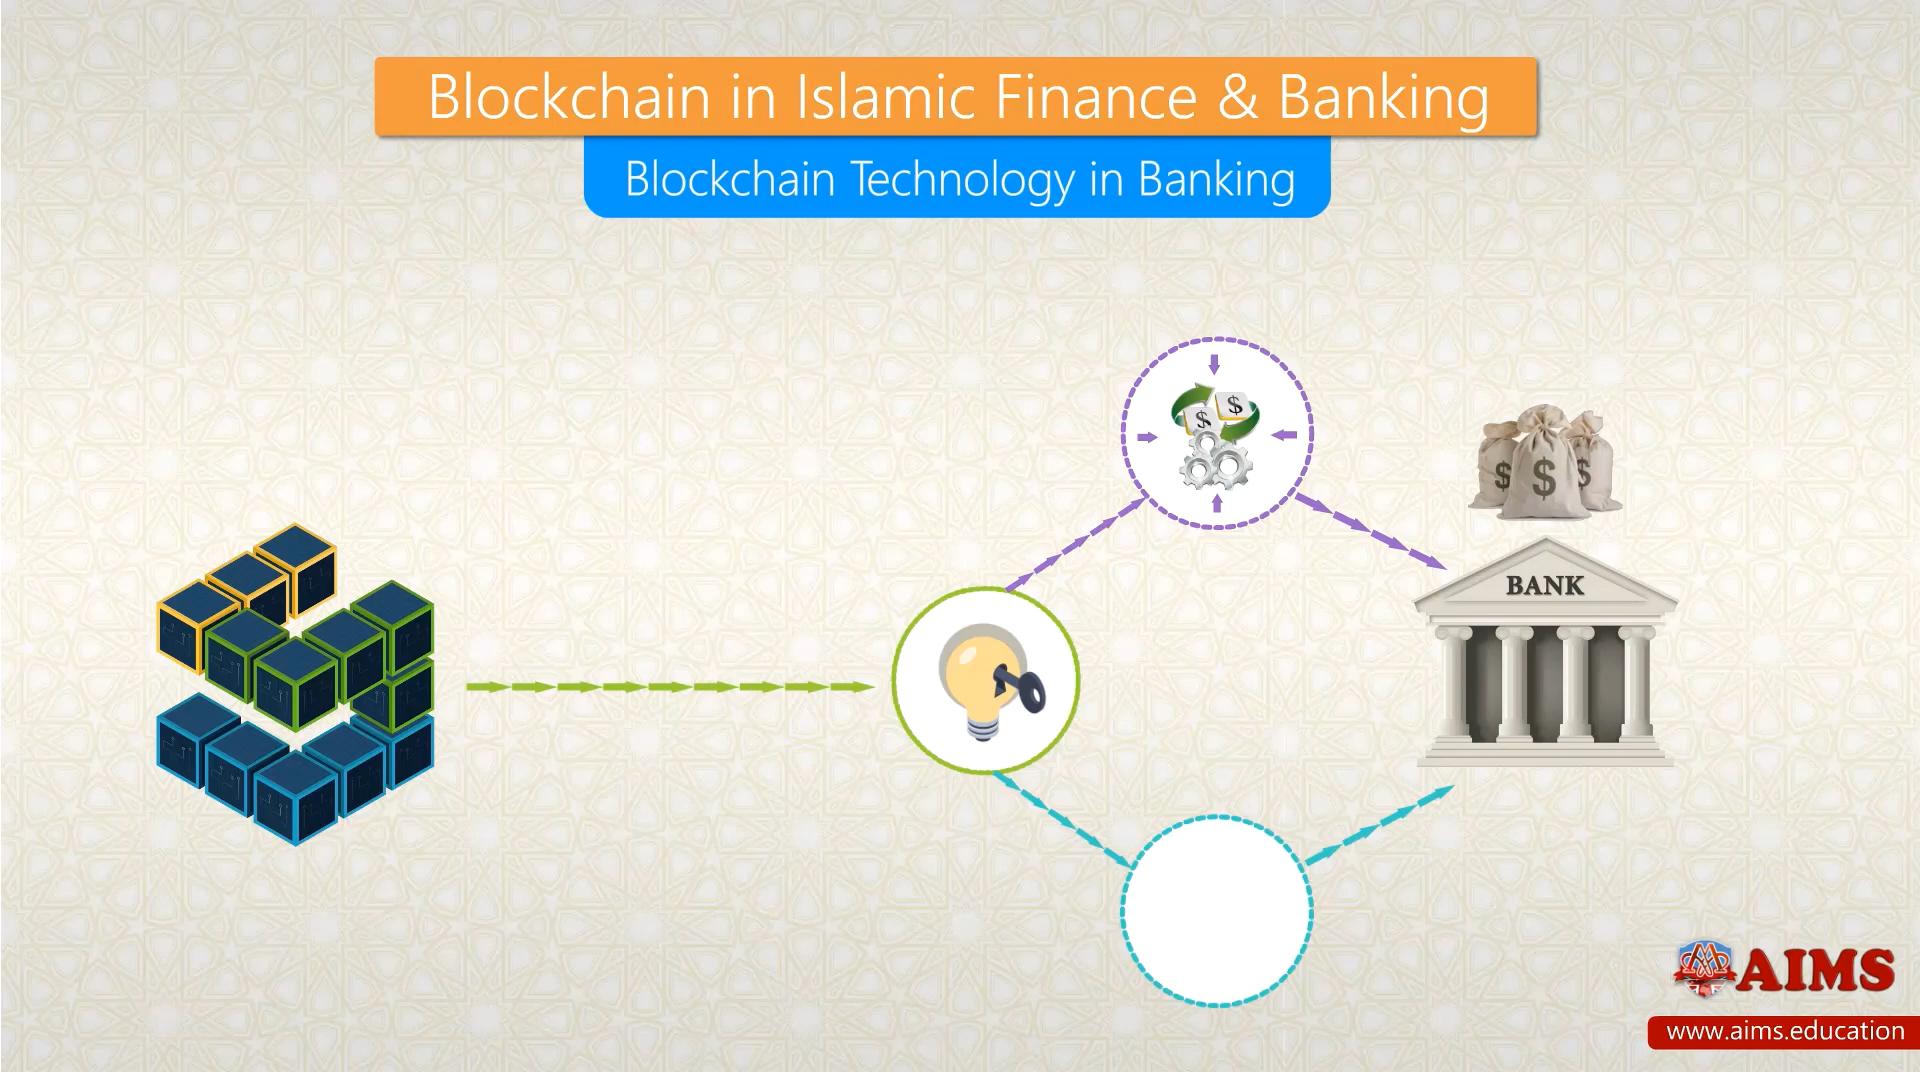 Blockchain in Islamic Finance & Banking
Blockchain Technology in Banking
$
$
$ $ $
BANK
AIMS
www.aims.education